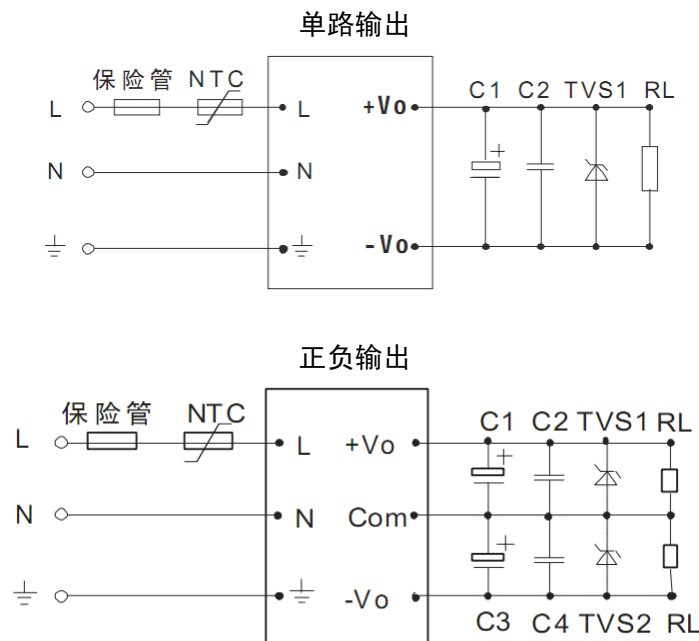 单路输出
保险管 NTC C1 C2 TVS1 RL
L L +Vo
+
N N
-Vo
正负输出
保险管 NTC C1 C2 TVS1 RL
L L +Vo
+
N N Com
+
-Vo
C3 C4 TVS2 RL